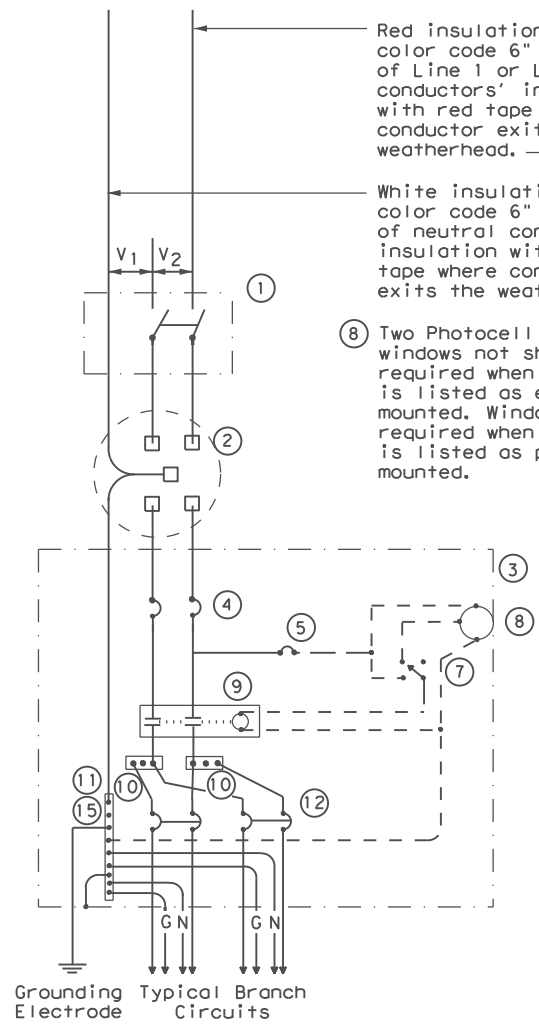 Red insulation
color code 6"
of Line 1 or L
conductors' in
with red tape
conductor exit
weatherhead.
White insulati
color code 6"
of neutral con
insulation wit
tape where con
exits the weat
V1 V2
1
8 Two Photocell
windows not sh
required when
is listed as e
mounted. Windo
required when
is listed as p
mounted.
2
3
4
5
8
7
9
11
10
10
12
15
G N
G N
Grounding
Electrode
Typical Branch
Circuits